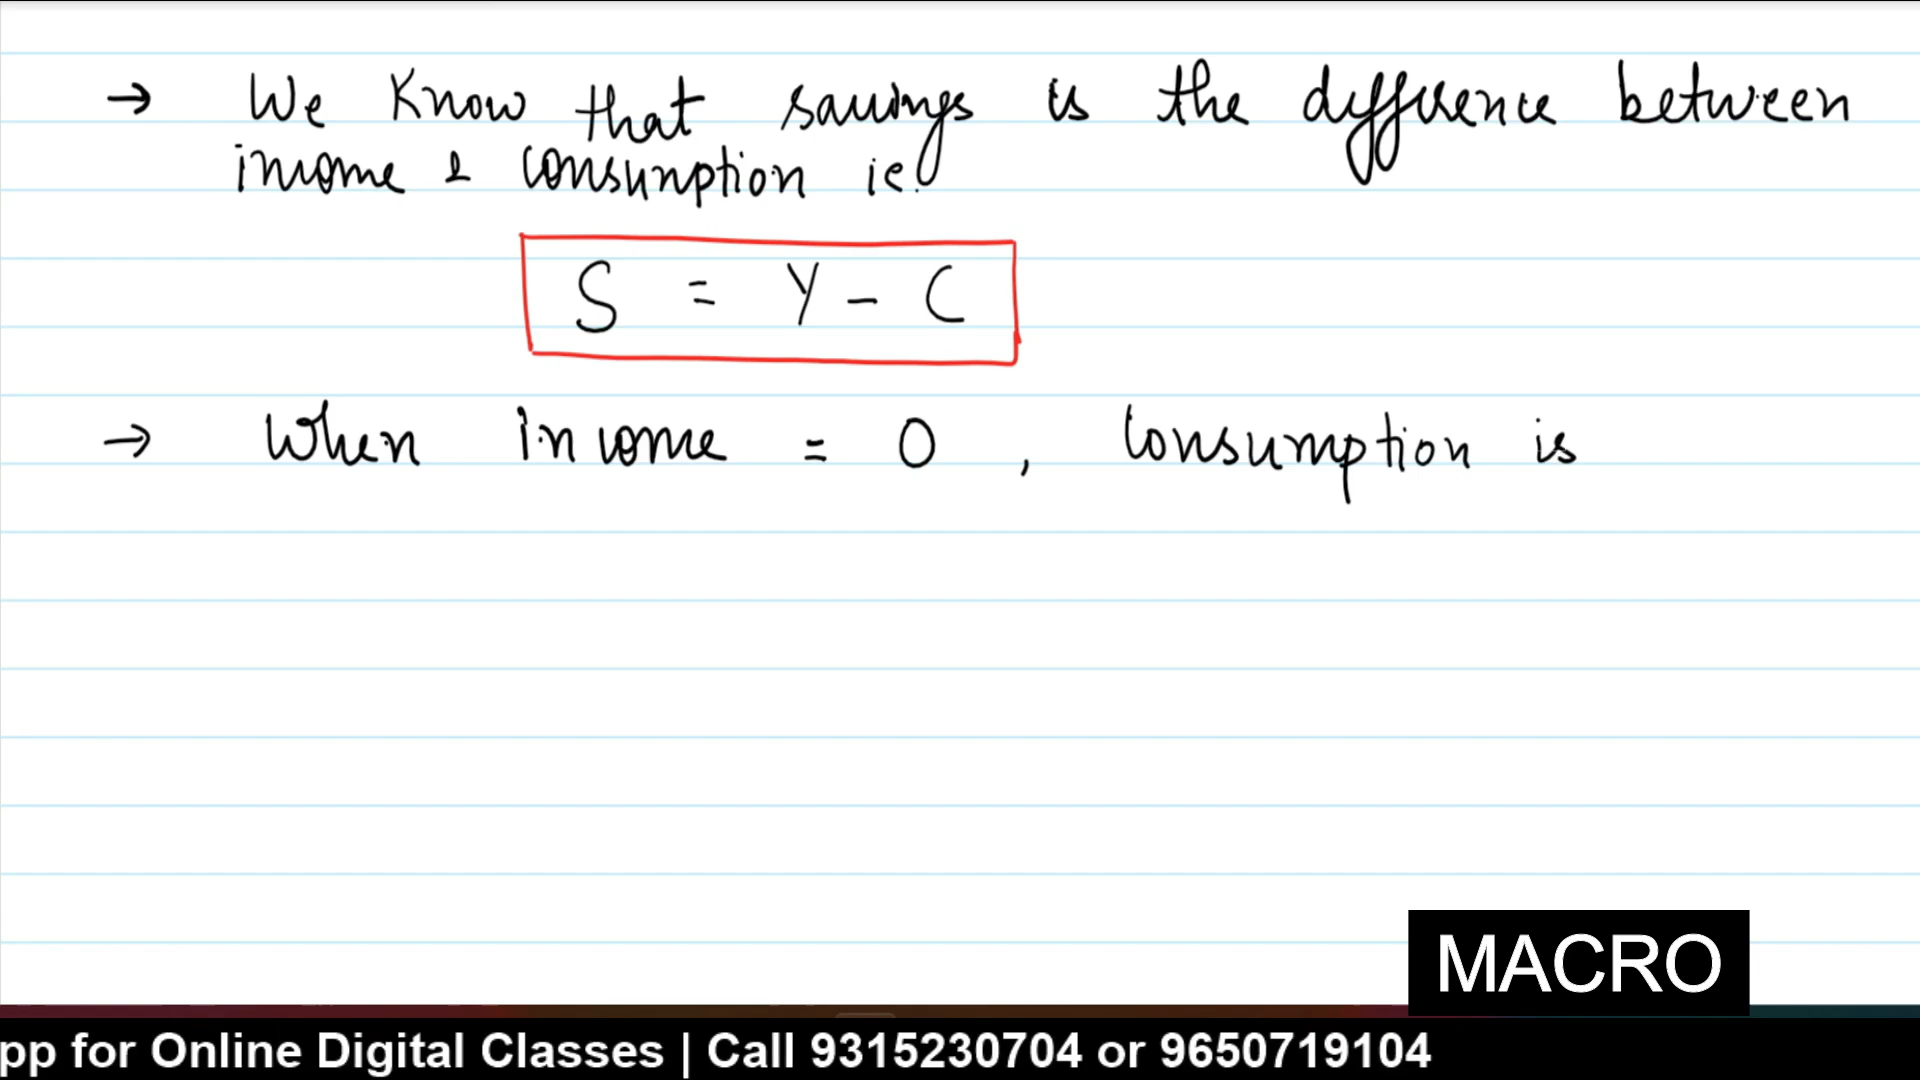 → We Know that savings is the difference between
income & consumption ie.
S = Y - C
→ When income = 0, Consumption is
MACRO
pp for Online Digital Classes | Call 9315230704 or 9650719104